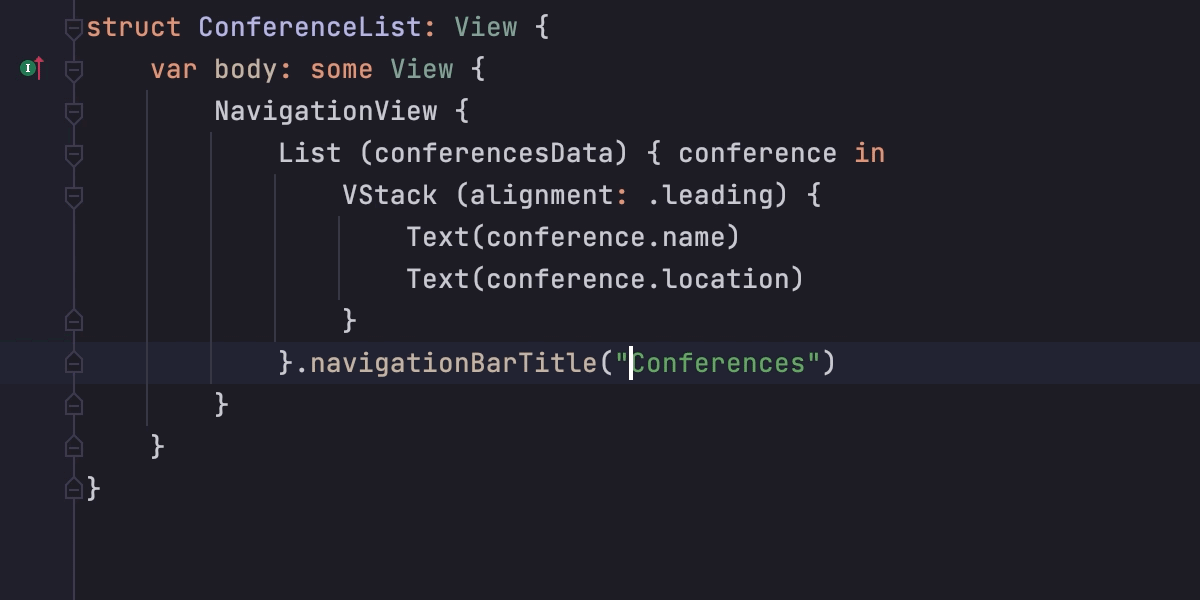 struct ConferenceList: View {
    var body: some View {
        NavigationView {
            List (conferencesData) { conference in
                VStack (alignment: .leading) {
                    Text(conference.name)
                    Text(conference.location)
                }
            }.navigationBarTitle("Conferences")
        }
    }
}